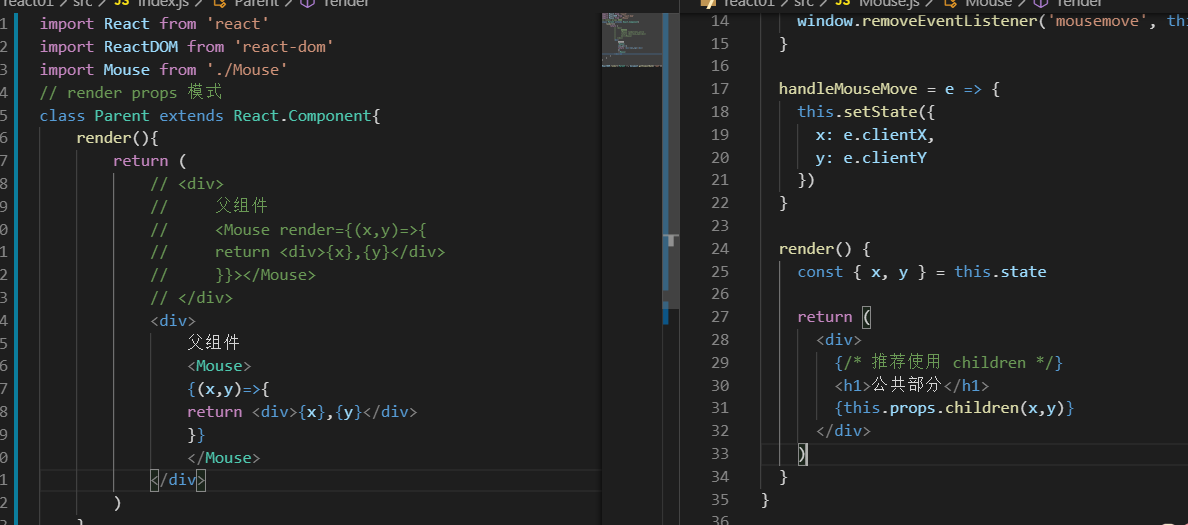 react01 > src > JS index.js > Parent > render
1 import React from 'react'
2 import ReactDOM from 'react-dom'
3 import Mouse from './Mouse'
4 // render props 模式
5 class Parent extends React.Component{
6 render(){
7 return (
8 // <div>
9 // 父组件
0 // <Mouse render={(x,y)=>{
1 // return <div>{x},{y}</div>
2 // }}></Mouse>
3 // </div>
4 <div>
5 父组件
6 <Mouse>
7 {(x,y)=>{
8 return <div>{x},{y}</div>
9 }}
0 </Mouse>
1 </div>
2 )
3 }
react01 > src > JS Mouse.js > Mouse > render
14 window.removeEventListener('mousemove', thi
15 }
16
17 handleMouseMove = e => {
18 this.setState({
19 x: e.clientX,
20 y: e.clientY
21 })
22 }
23
24 render() {
25 const { x, y } = this.state
26
27 return (
28 <div>
29 {/* 推荐使用 children */}
30 <h1>公共部分</h1>
31 {this.props.children(x,y)}
32 </div>
33 )
34 }
35 }
36